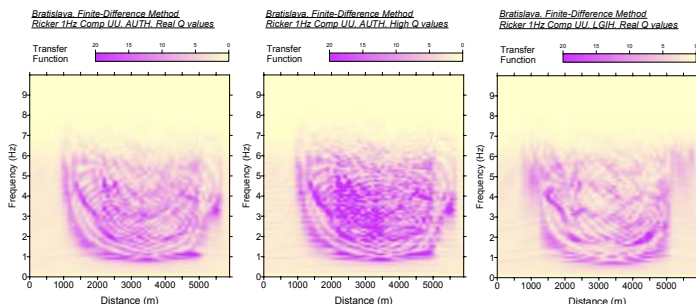 Bratislava. Finite-Difference Method
Ricker 1Hz Comp UU. AUTH. Real Q values
Transfer
Function
20 15 10 5 0
Frequency (Hz)
9
8
7
6
5
4
3
2
1
0
0 1000 2000 3000 4000 5000
Distance (m)
Bratislava. Finite-Difference Method
Ricker 1Hz Comp UU. AUTH. High Q values
Transfer
Function
20 15 10 5 0
Frequency (Hz)
9
8
7
6
5
4
3
2
1
0
0 1000 2000 3000 4000 5000
Distance (m)
Bratislava. Finite-Difference Method
Ricker 1Hz Comp UU. LGIH. Real Q values
Transfer
Function
20 15 10 5 0
Frequency (Hz)
9
8
7
6
5
4
3
2
1
0
0 1000 2000 3000 4000 5000
Distance (m)